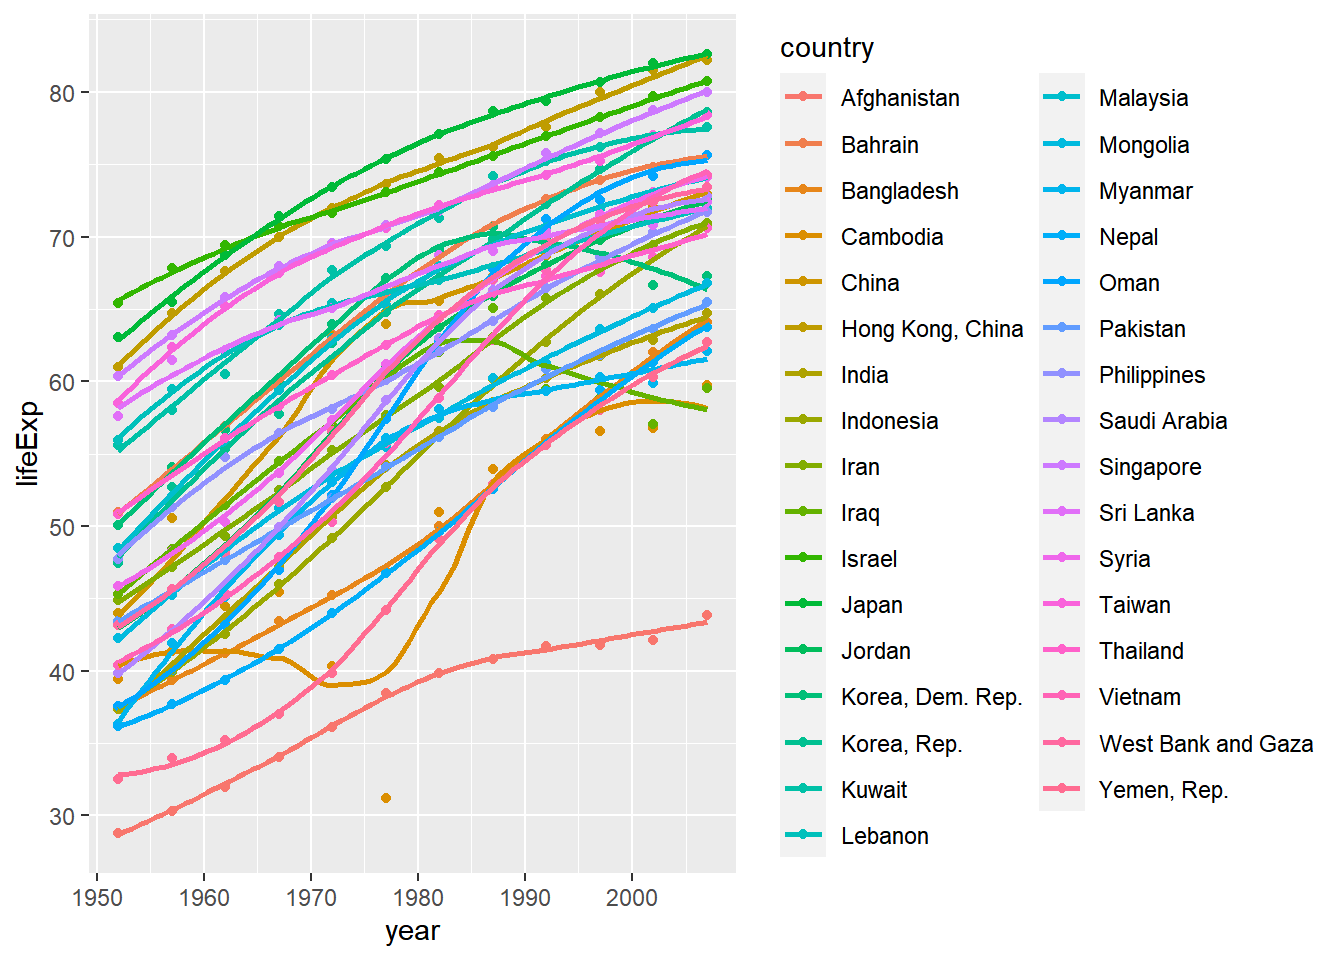 80
70
60
50
40
30
lifeExp
1950 1960 1970 1980 1990 2000
year
country
Afghanistan
Bahrain
Bangladesh
Cambodia
China
Hong Kong, China
India
Indonesia
Iran
Iraq
Israel
Japan
Jordan
Korea, Dem. Rep.
Korea, Rep.
Kuwait
Lebanon
Malaysia
Mongolia
Myanmar
Nepal
Oman
Pakistan
Philippines
Saudi Arabia
Singapore
Sri Lanka
Syria
Taiwan
Thailand
Vietnam
West Bank and Gaza
Yemen, Rep.